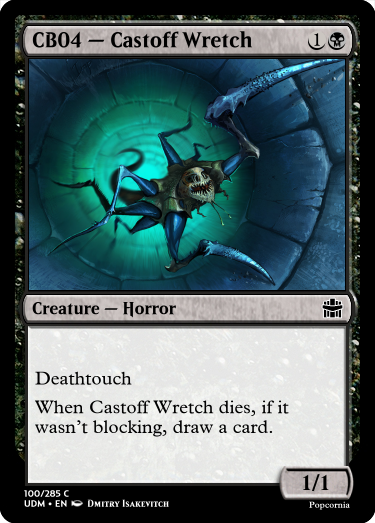 CB04 — Castoff Wretch 1
Creature — Horror
Deathtouch
When Castoff Wretch dies, if it
wasn't blocking, draw a card.
1/1
100/285 C
UDM • EN Dmitry Isakevitch
Popcornia